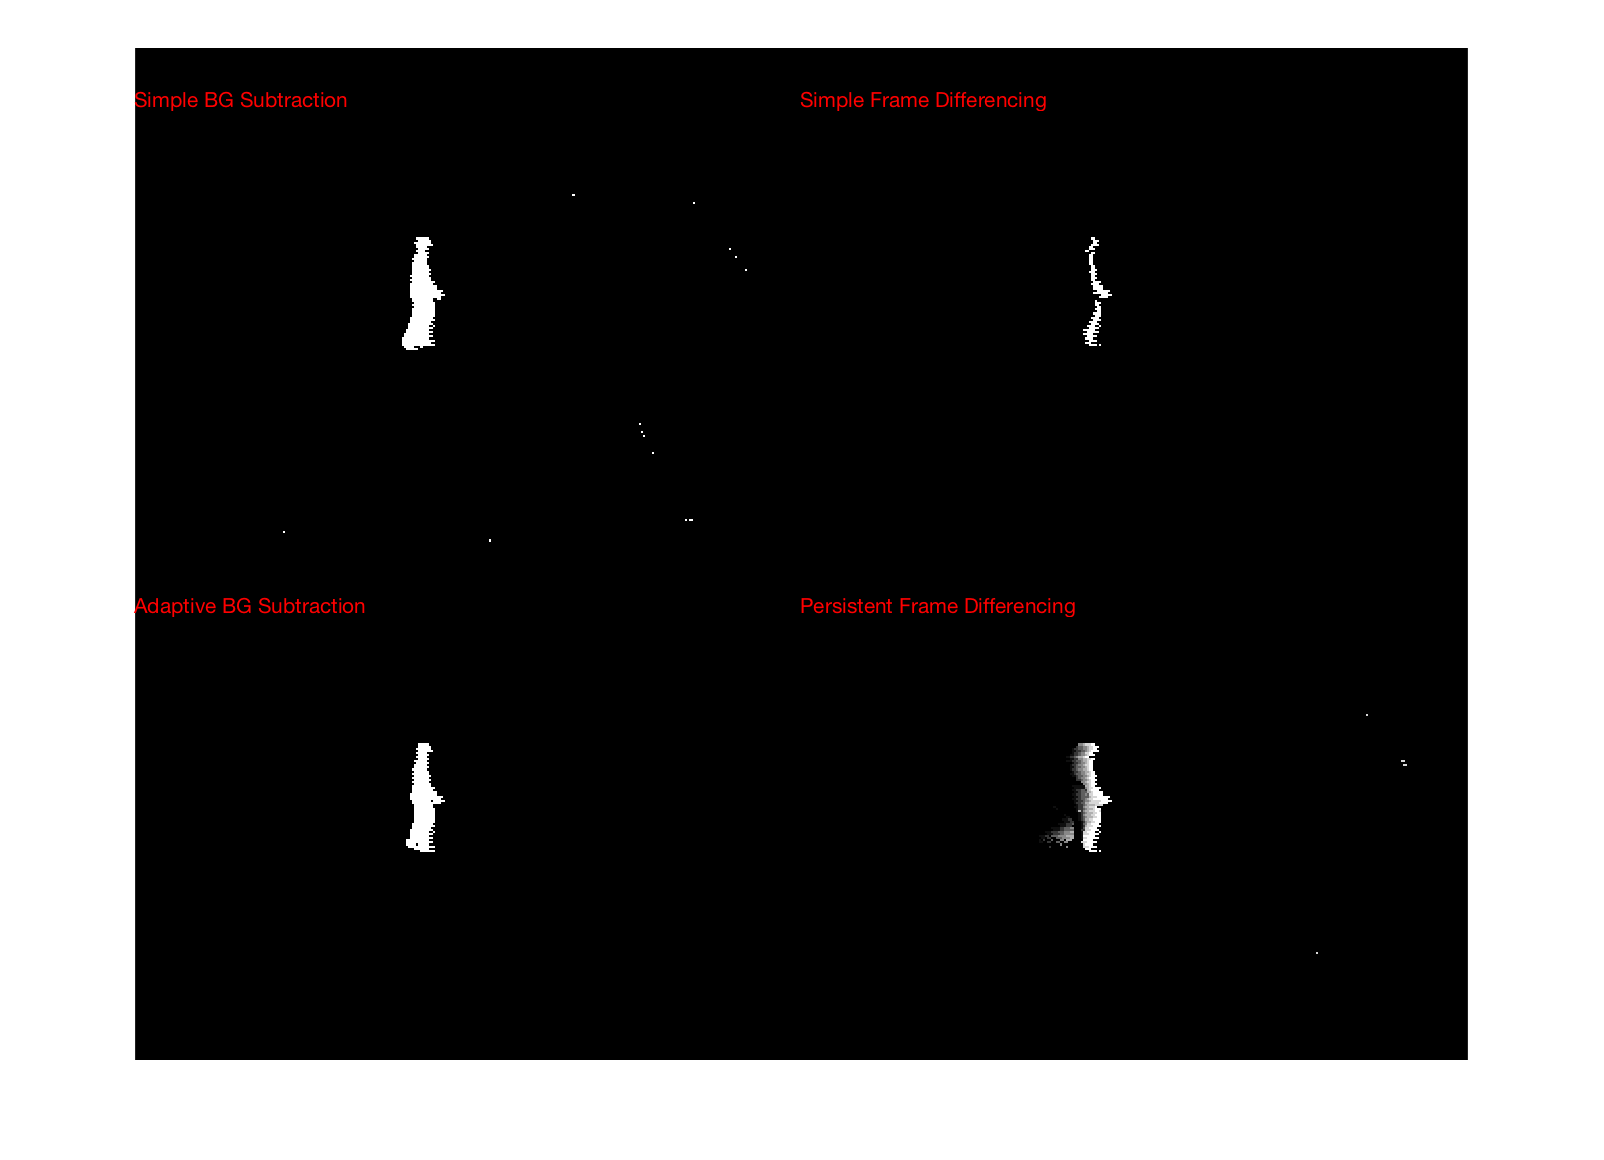 Simple BG Subtraction
Simple Frame Differencing
Adaptive BG Subtraction
Persistent Frame Differencing